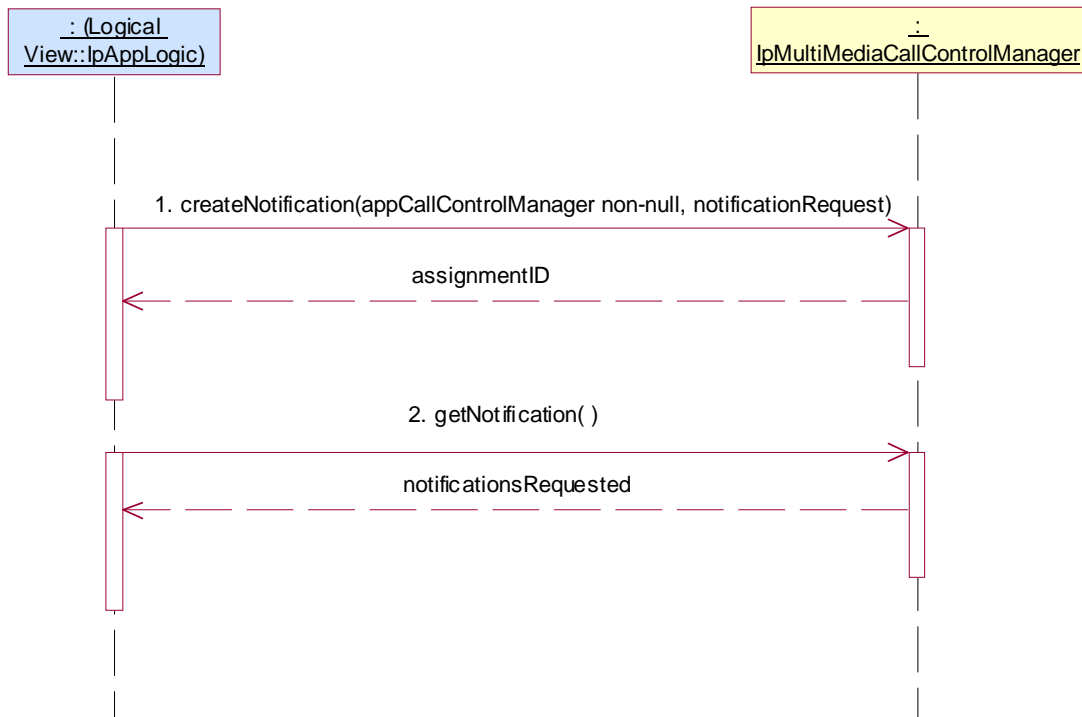 : (Logical
View::IpAppLogic)
:
IpMultiMediaCallControlManager
1. createNotification(appCallControlManager non-null, notificationRequest)
assignmentID
2. getNotification( )
notificationsRequested